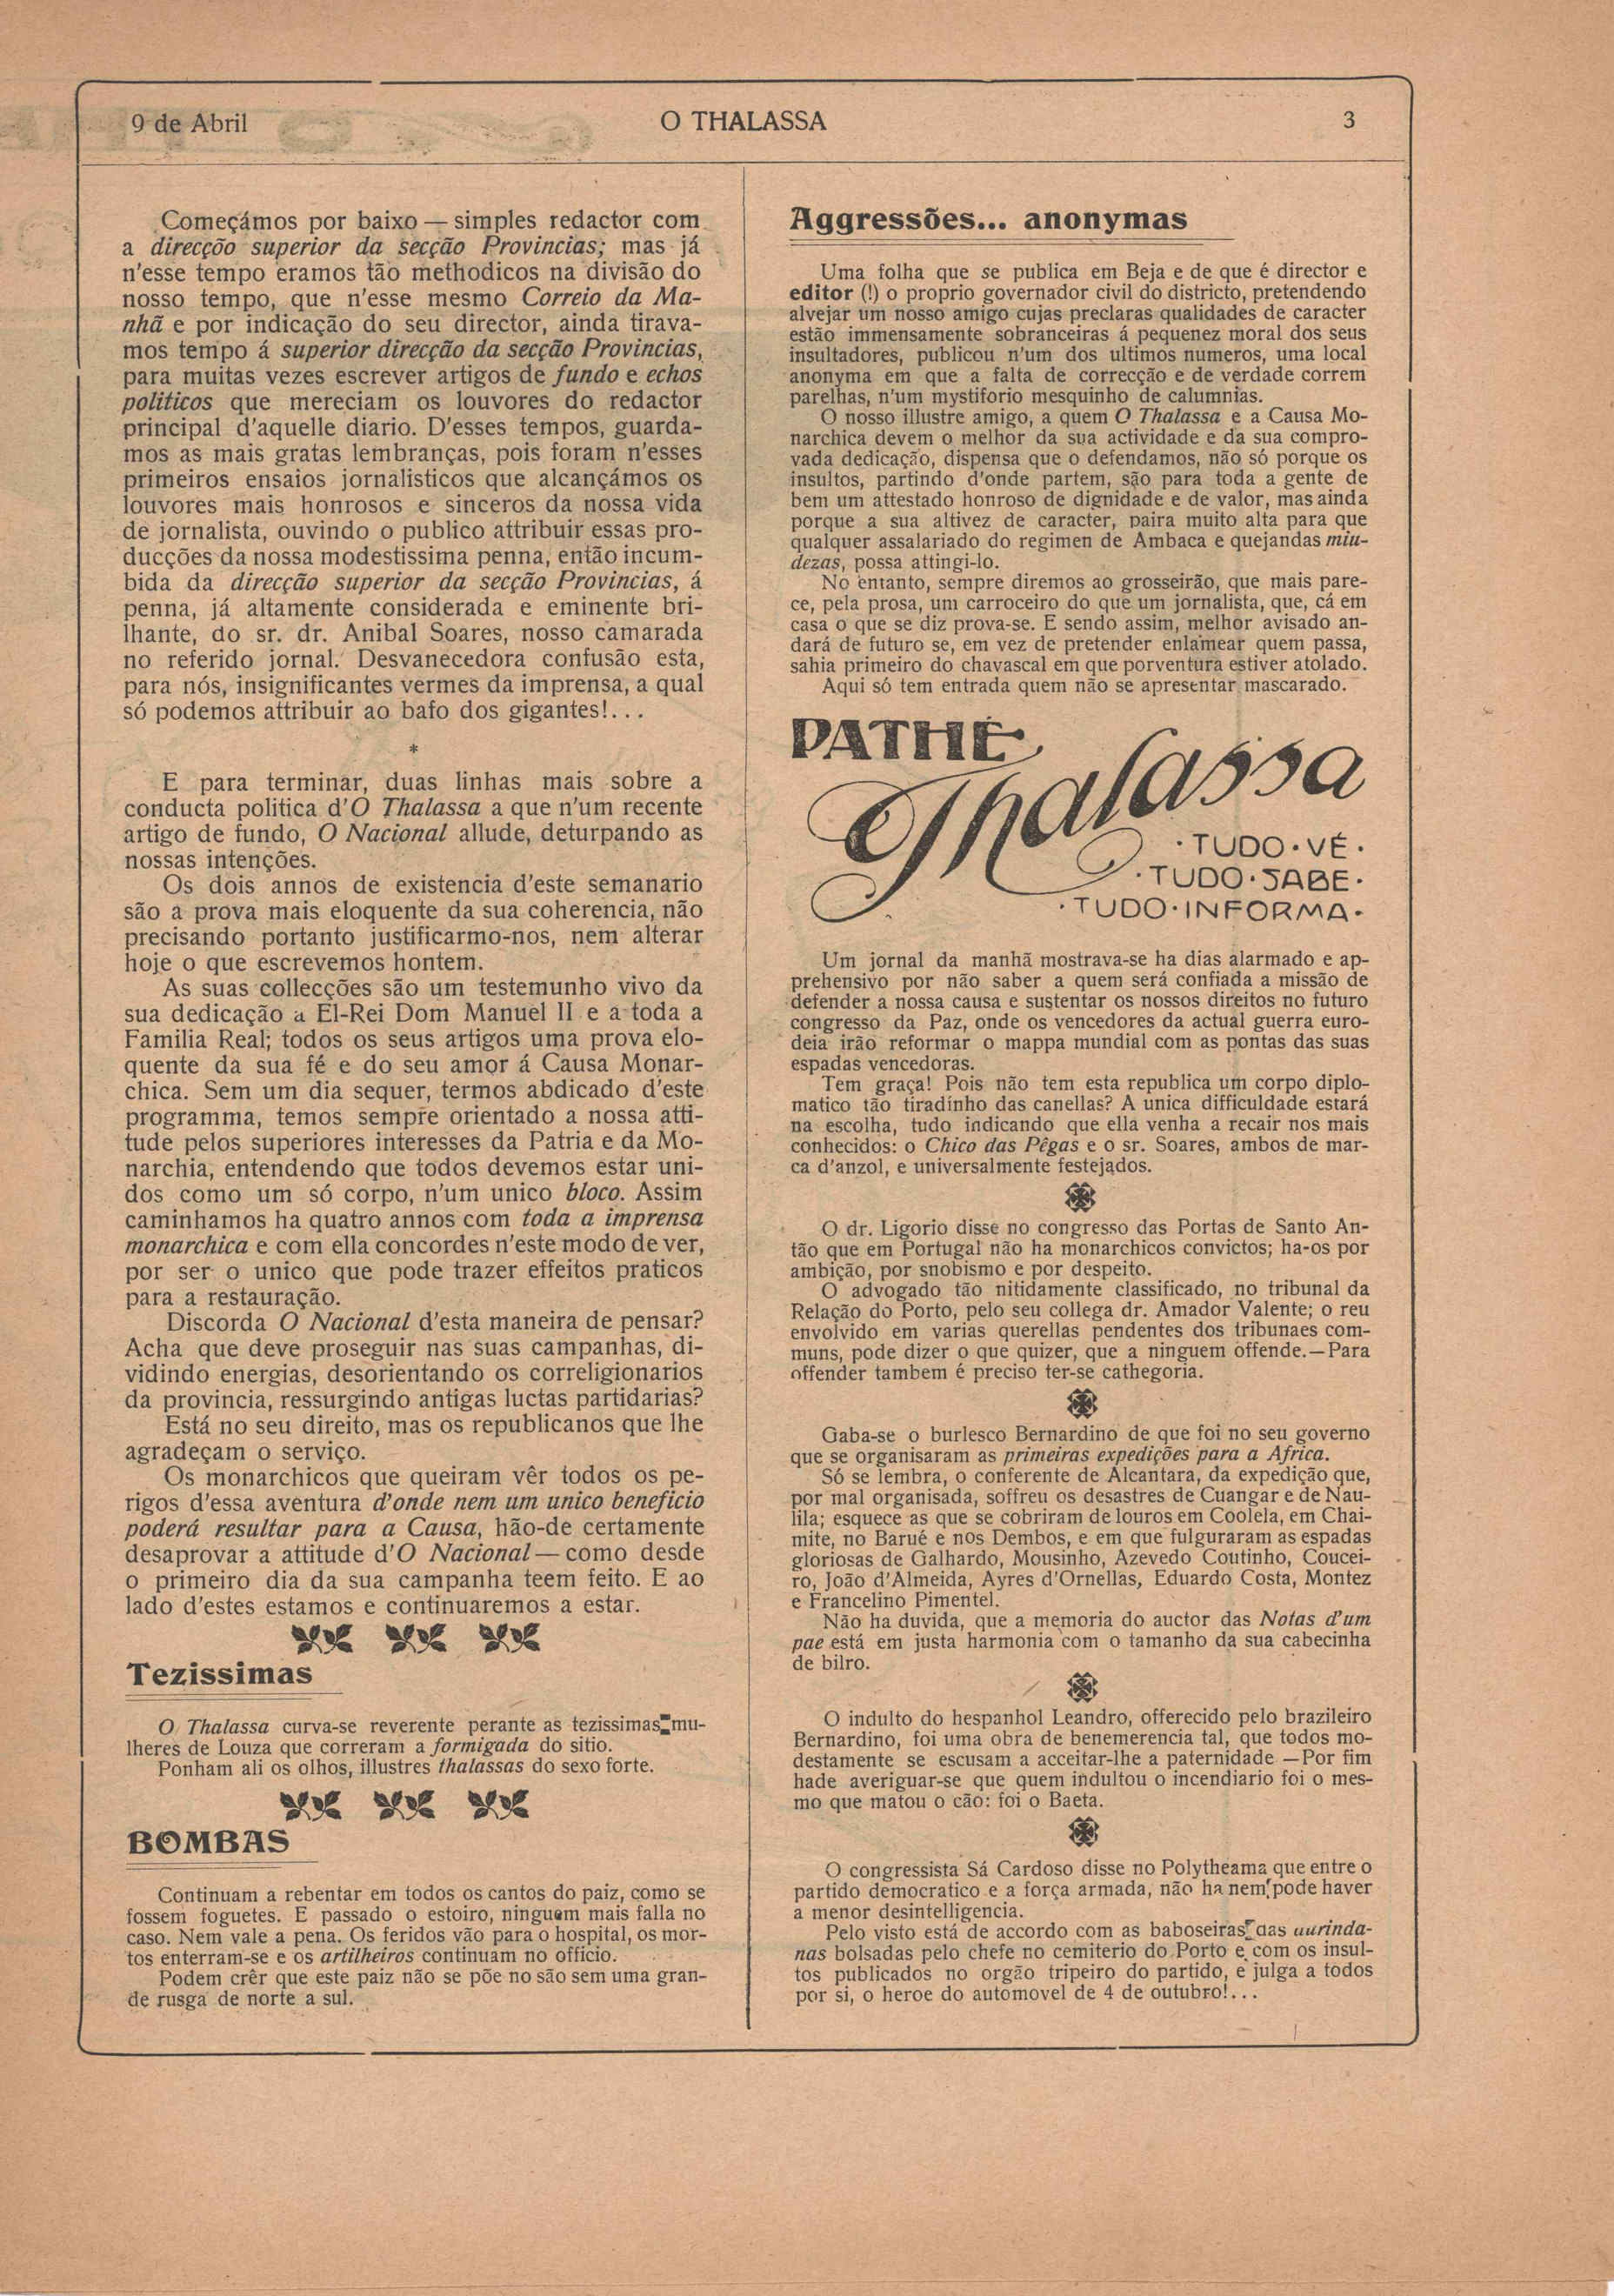 9 de Abril
O THALASSA
3
Começámos por baixo — simples redactor com
a direcçõo superior da secção Provincias; mas já
n'esse tempo eramos tão methodicos na divisão do
nosso tempo, que n'esse mesmo Correio da Ma-
nhã e por indicação do seu director, ainda tirava-
mos tempo á superior direcção da secção Provincias,
para muitas vezes escrever artigos de fundo e echos
politicos que mereciam os louvores do redactor
principal d'aquelle diario. D'esses tempos, guarda-
mos as mais gratas lembranças, pois foram n'esses
primeiros ensaios jornalisticos que alcançámos os
louvores mais honrosos e sinceros da nossa vida
de jornalista, ouvindo o publico attribuir essas pro-
ducções da nossa modestissima penna, então incum-
bida da direcção superior da secção Provincias, á
penna, já altamente considerada e eminente bri-
lhante, do sr. dr. Anibal Soares, nosso camarada
no referido jornal. Desvanecedora confusão esta,
para nós, insignificantes vermes da imprensa, a qual
só podemos attribuir ao bafo dos gigantes!...
*
E para terminar, duas linhas mais sobre a
conducta politica d'O Thalassa a que n'um recente
artigo de fundo, O Nacional allude, deturpando as
nossas intenções.
Os dois annos de existencia d'este semanario
são a prova mais eloquente da sua coherencia, não
precisando portanto justificarmo-nos, nem alterar
hoje o que escrevemos hontem.
As suas collecções são um testemunho vivo da
sua dedicação a El-Rei Dom Manuel II e a toda a
Familia Real; todos os seus artigos uma prova elo-
quente da sua fé e do seu amor á Causa Monar-
chica. Sem um dia sequer, termos abdicado d'este
programma, temos sempre orientado a nossa atti-
tude pelos superiores interesses da Patria e da Mo-
narchia, entendendo que todos devemos estar uni-
dos como um só corpo, n'um unico bloco. Assim
caminhamos ha quatro annos com toda a imprensa
monarchica e com ella concordes n'este modo de ver,
por ser o unico que pode trazer effeitos praticos
para a restauração.
Discorda O Nacional d'esta maneira de pensar?
Acha que deve proseguir nas suas campanhas, di-
vidindo energias, desorientando os correligionarios
da provincia, ressurgindo antigas luctas partidarias?
Está no seu direito, mas os republicanos que lhe
agradeçam o serviço.
Os monarchicos que queiram vêr todos os pe-
rigos d'essa aventura d'onde nem um unico beneficio
poderá resultar para a Causa, hão-de certamente
desaprovar a attitude d'O Nacional — como desde
o primeiro dia da sua campanha teem feito. E ao
lado d'estes estamos e continuaremos a estar.
Tezissimas
O Thalassa curva-se reverente perante as tezissimas mu-
lheres de Louza que correram a formigada do sitio.
Ponham ali os olhos, illustres thalassas do sexo forte.
BOMBAS
Continuam a rebentar em todos os cantos do paiz, como se
fossem foguetes. E passado o estoiro, ninguem mais falla no
caso. Nem vale a pena. Os feridos vão para o hospital, os mor-
tos enterram-se e os artilheiros continuam no officio.
Podem crêr que este paiz não se põe no são sem uma gran-
de rusga de norte a sul.
Aggressões... anonymas
Uma folha que se publica em Beja e de que é director e
editor (!) o proprio governador civil do districto, pretendendo
alvejar um nosso amigo cujas preclaras qualidades de caracter
estão immensamente sobranceiras á pequenez moral dos seus
insultadores, publicou n'um dos ultimos numeros, uma local
anonyma em que a falta de correcção e de verdade correm
parelhas, n'um mystiforio mesquinho de calumnias.
O nosso illustre amigo, a quem O Thalassa e a Causa Mo-
narchica devem o melhor da sua actividade e da sua compro-
vada dedicação, dispensa que o defendamos, não só porque os
insultos, partindo d'onde partem, são para toda a gente de
bem um attestado honroso de dignidade e de valor, mas ainda
porque a sua altivez de caracter, paira muito alta para que
qualquer assalariado do regimen de Ambaca e quejandas miu-
dezas, possa attingi-lo.
No entanto, sempre diremos ao grosseirão, que mais pare-
ce, pela prosa, um carroceiro do que um jornalista, que, cá em
casa o que se diz prova-se. E sendo assim, melhor avisado an-
dará de futuro se, em vez de pretender enlamear quem passa,
sahia primeiro do chavascal em que porventura estiver atolado.
Aqui só tem entrada quem não se apresentar mascarado.
PATHÉ
Thalassa
·TUDO·VÊ·
·TUDO·SABE·
·TUDO·INFORMA·
Um jornal da manhã mostrava-se ha dias alarmado e ap-
prehensivo por não saber a quem será confiada a missão de
defender a nossa causa e sustentar os nossos direitos no futuro
congresso da Paz, onde os vencedores da actual guerra euro-
deia irão reformar o mappa mundial com as pontas das suas
espadas vencedoras.
Tem graça! Pois não tem esta republica um corpo diplo-
matico tão tiradinho das canellas? A unica difficuldade estará
na escolha, tudo indicando que ella venha a recair nos mais
conhecidos: o Chico das Pêgas e o sr. Soares, ambos de mar-
ca d'anzol, e universalmente festejados.
O dr. Ligorio disse no congresso das Portas de Santo An-
tão que em Portugal não ha monarchicos convictos; ha-os por
ambição, por snobismo e por despeito.
O advogado tão nitidamente classificado, no tribunal da
Relação do Porto, pelo seu collega dr. Amador Valente; o reu
envolvido em varias querellas pendentes dos tribunaes com-
muns, pode dizer o que quizer, que a ninguem offende.—Para
offender tambem é preciso ter-se cathegoria.
Gaba-se o burlesco Bernardino de que foi no seu governo
que se organisaram as primeiras expedições para a Africa.
Só se lembra, o conferente de Alcantara, da expedição que,
por mal organisada, soffreu os desastres de Cuangar e de Nau-
lila; esquece as que se cobriram de louros em Coolela, em Chai-
mite, no Barué e nos Dembos, e em que fulguraram as espadas
gloriosas de Galhardo, Mousinho, Azevedo Coutinho, Coucei-
ro, João d'Almeida, Ayres d'Ornellas, Eduardo Costa, Montez
e Francelino Pimentel.
Não ha duvida, que a memoria do auctor das Notas d'um
pae está em justa harmonia com o tamanho da sua cabecinha
de bilro.
O indulto do hespanhol Leandro, offerecido pelo brazileiro
Bernardino, foi uma obra de benemerencia tal, que todos mo-
destamente se escusam a acceitar-lhe a paternidade —Por fim
hade averiguar-se que quem indultou o incendiario foi o mes-
mo que matou o cão: foi o Baeta.
O congressista Sá Cardoso disse no Polytheama que entre o
partido democratico e a força armada, não ha nem pode haver
a menor desintelligencia.
Pelo visto está de accordo com as baboseiras das uurinda-
nas bolsadas pelo chefe no cemiterio do Porto e com os insul-
tos publicados no orgão tripeiro do partido, e julga a todos
por si, o heroe do automovel de 4 de outubro!...